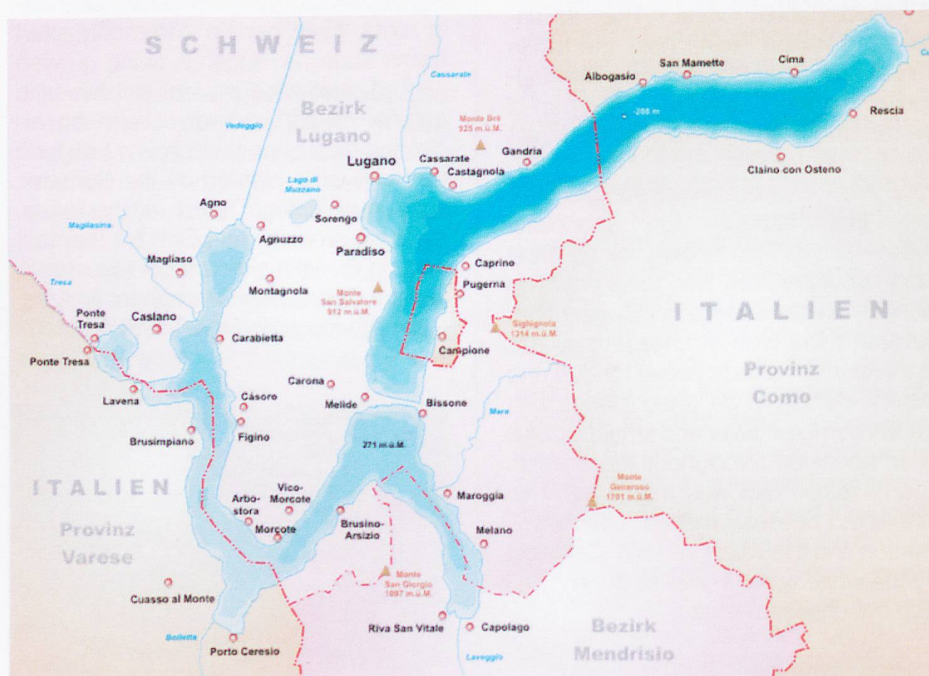 SCHWEIZ
Bezirk
Lugano
Cassarate
Vedeggio
Monte Brè
925 m.ü.M.
Albogasio
San Mamette
Cima
-288 m
Rescia
Claino con Osteno
Gandria
Lugano
Cassarate
Castagnola
Lago di
Muzzano
Sorengo
Paradiso
Agno
Agnuzzo
Magliasina
Magliaso
Montagnola
Monte
San Salvatore
912 m.ü.M.
Caprino
Pugerna
Tresa
Ponte
Tresa
Caslano
Ponte Tresa
Carabietta
Campione
Sighignola
1314 m.ü.M.
ITALIEN
Provinz
Como
Lavena
Carona
Melide
Bissone
Mara
Càsoro
Figino
Brusimpiano
271 m.ü.M.
ITALIEN
Provinz
Varese
Arbo-
stora
Vico-
Morcote
Morcote
Brusino-
Arsizio
Maroggia
Melano
Monte
Generoso
1701 m.ü.M.
Monte
San Giorgio
1097 m.ü.M.
Cuasso al Monte
Bolletta
Porto Ceresio
Riva San Vitale
Capolago
Laveggio
Bezirk
Mendrisio